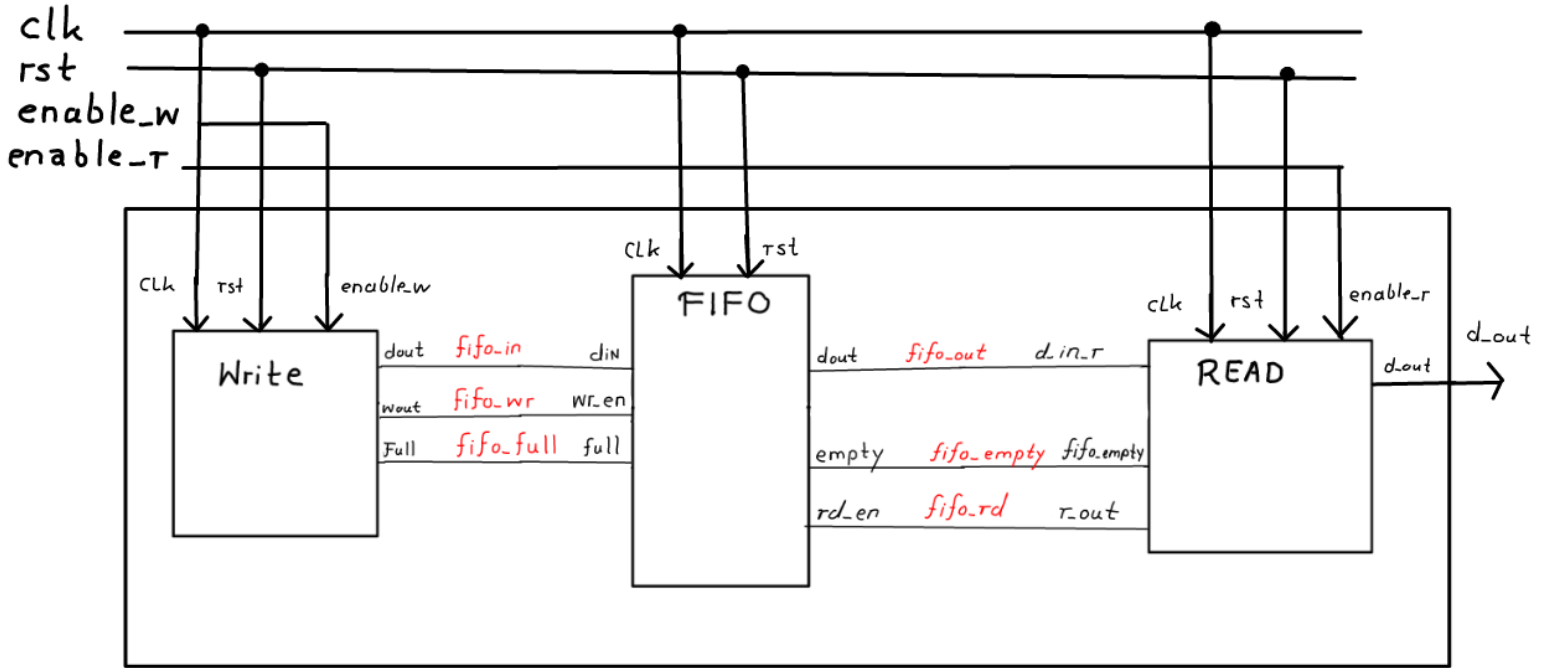 clk
rst
enable_w
enable_r
CLk rst enable_w
CLk rst
clk rst enable_r
Write
dout fifo_in din
wout fifo_wr wr_en
Full fifo_full full
FIFO
dout fifo_out d_in_r
empty fifo_empty fifo_empty
rd_en fifo_rd r_out
READ
d_out
d_out